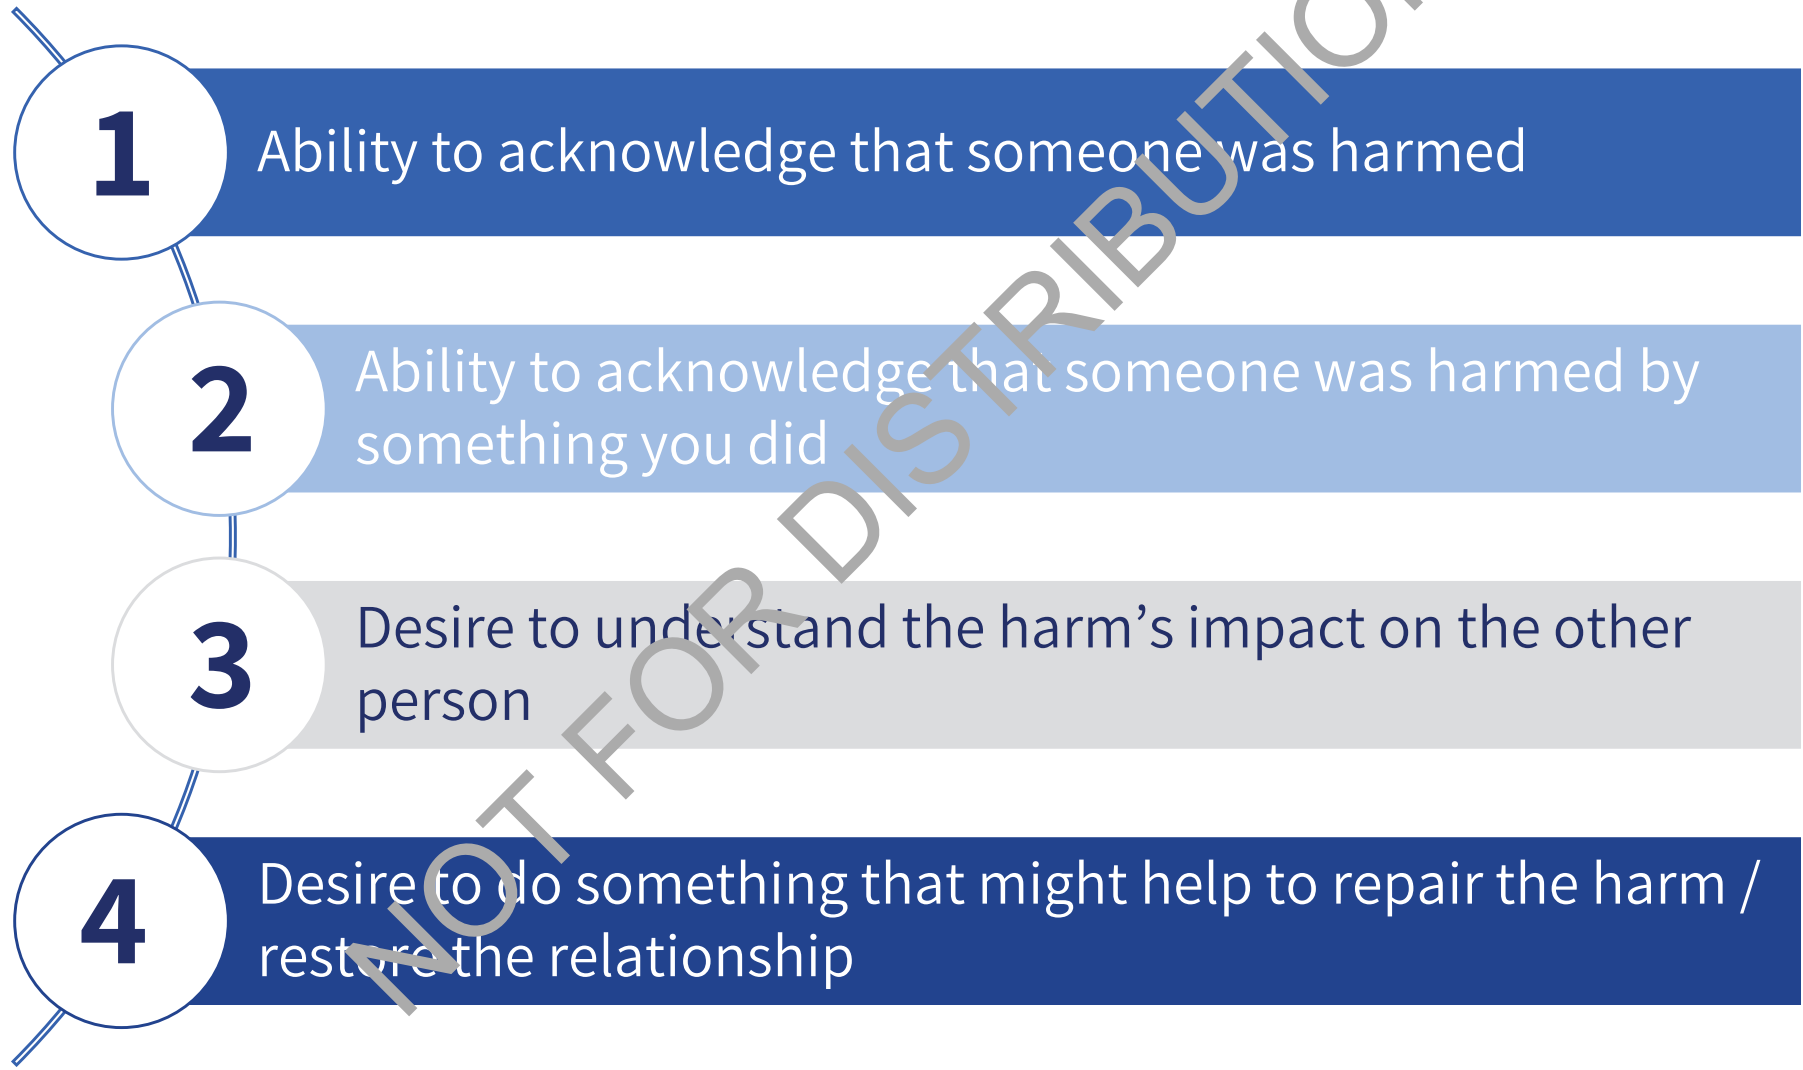 1
Ability to acknowledge that someone was harmed
2
Ability to acknowledge that someone was harmed by
something you did
3
Desire to understand the harm’s impact on the other
person
4
Desire to do something that might help to repair the harm /
restore the relationship
NOT FOR DISTRIBUTION